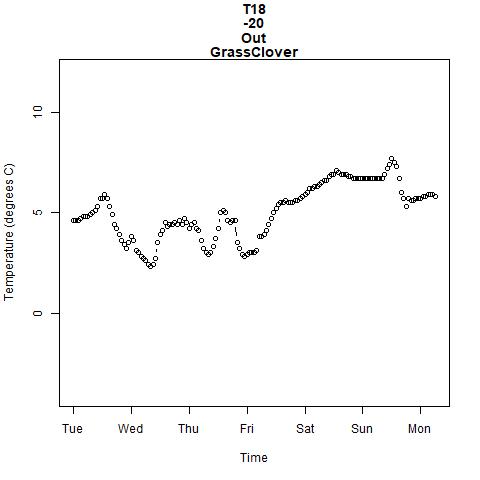 T18
-20
Out
GrassClover
Temperature (degrees C)
10
5
0
Tue Wed Thu Fri Sat Sun Mon
Time